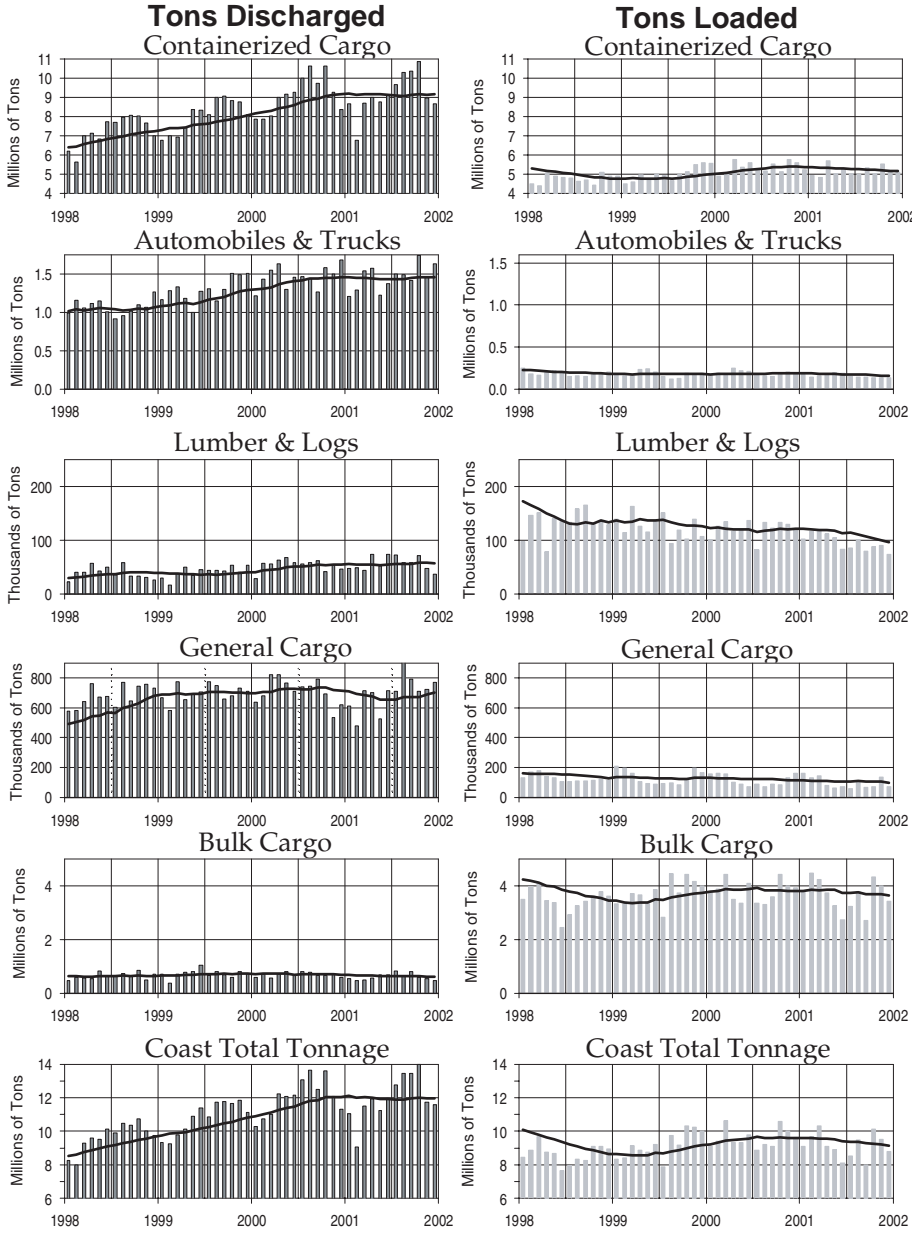 Tons Discharged
Containerized Cargo
Millions of Tons
11
10
9
8
7
6
5
4
1998 1999 2000 2001 2002
Automobiles & Trucks
Millions of Tons
1.5
1.0
0.5
0.0
1998 1999 2000 2001 2002
Lumber & Logs
Thousands of Tons
200
100
0
1998 1999 2000 2001 2002
General Cargo
Thousands of Tons
800
600
400
200
0
1998 1999 2000 2001 2002
Bulk Cargo
Millions of Tons
4
2
0
1998 1999 2000 2001 2002
Coast Total Tonnage
Millions of Tons
14
12
10
8
6
1998 1999 2000 2001 2002
Tons Loaded
Containerized Cargo
Millions of Tons
11
10
9
8
7
6
5
4
1998 1999 2000 2001 2002
Automobiles & Trucks
Millions of Tons
1.5
1.0
0.5
0.0
1998 1999 2000 2001 2002
Lumber & Logs
Thousands of Tons
200
100
0
1998 1999 2000 2001 2002
General Cargo
Thousands of Tons
800
600
400
200
0
1998 1999 2000 2001 2002
Bulk Cargo
Millions of Tons
4
2
0
1998 1999 2000 2001 2002
Coast Total Tonnage
Millions of Tons
14
12
10
8
6
1998 1999 2000 2001 2002